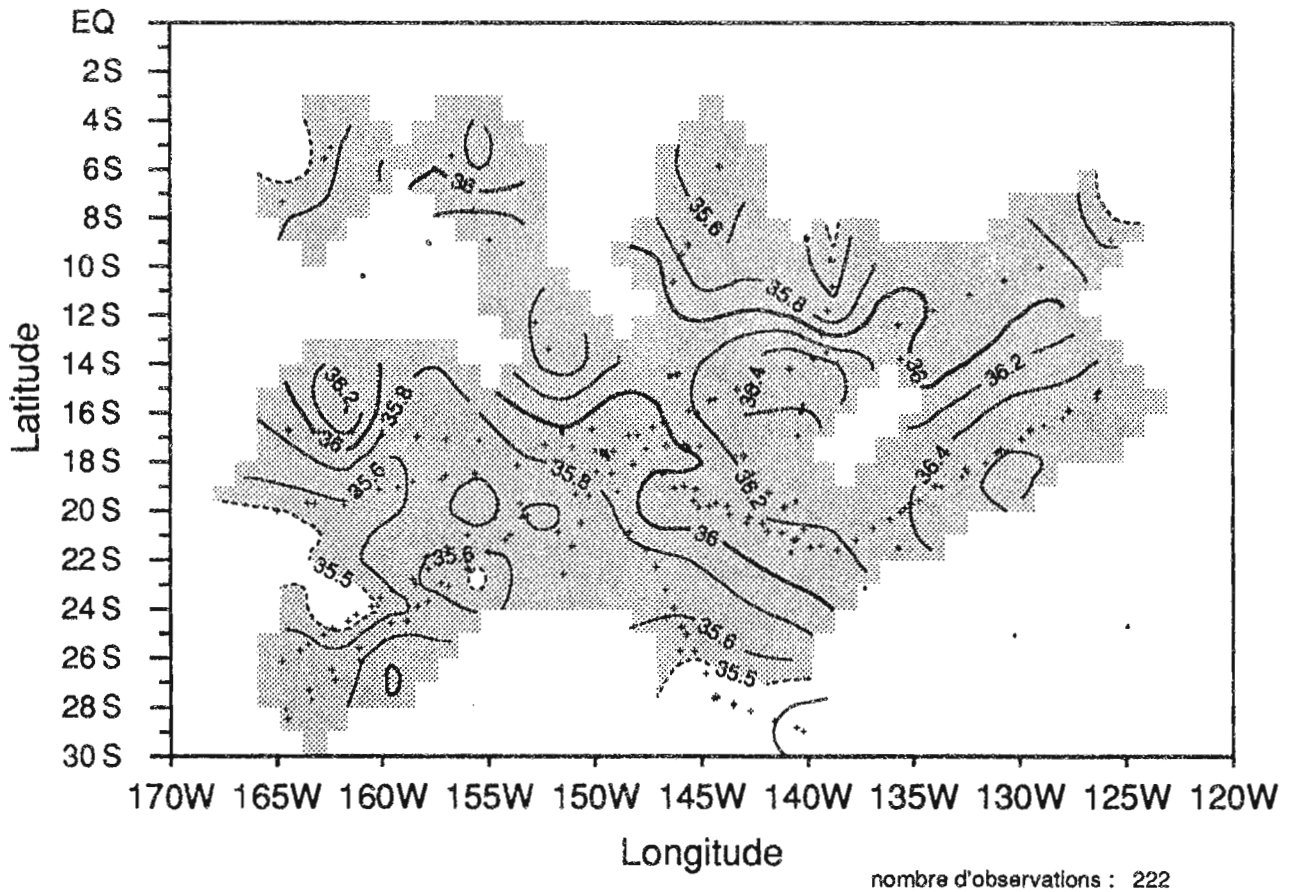 EQ
2S
4S
6S
8S
10S
12S
14S
16S
18S
20S
22S
24S
26S
28S
30S
Latitude
36
35.6
35.8
36.2
35.8
36
35.6
36.4
36
36.2
35.8
36.2
36.4
36
35.6
35.5
35.6
35.5
170W 165W 160W 155W 150W 145W 140W 135W 130W 125W 120W
Longitude
nombre d'observations : 222